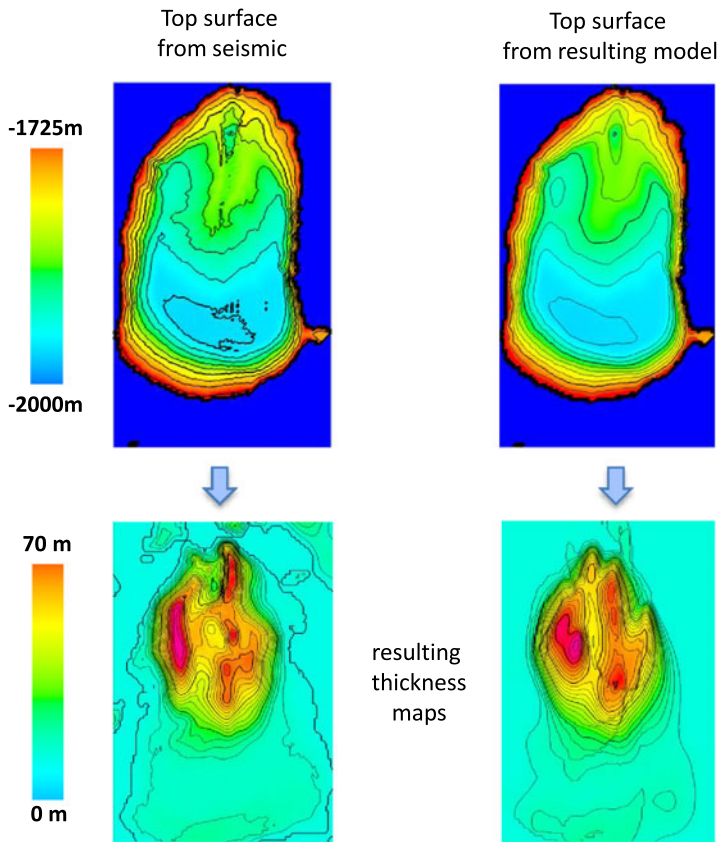 Top surface
from seismic
Top surface
from resulting model
-1725m
-2000m
70 m
0 m
resulting
thickness
maps